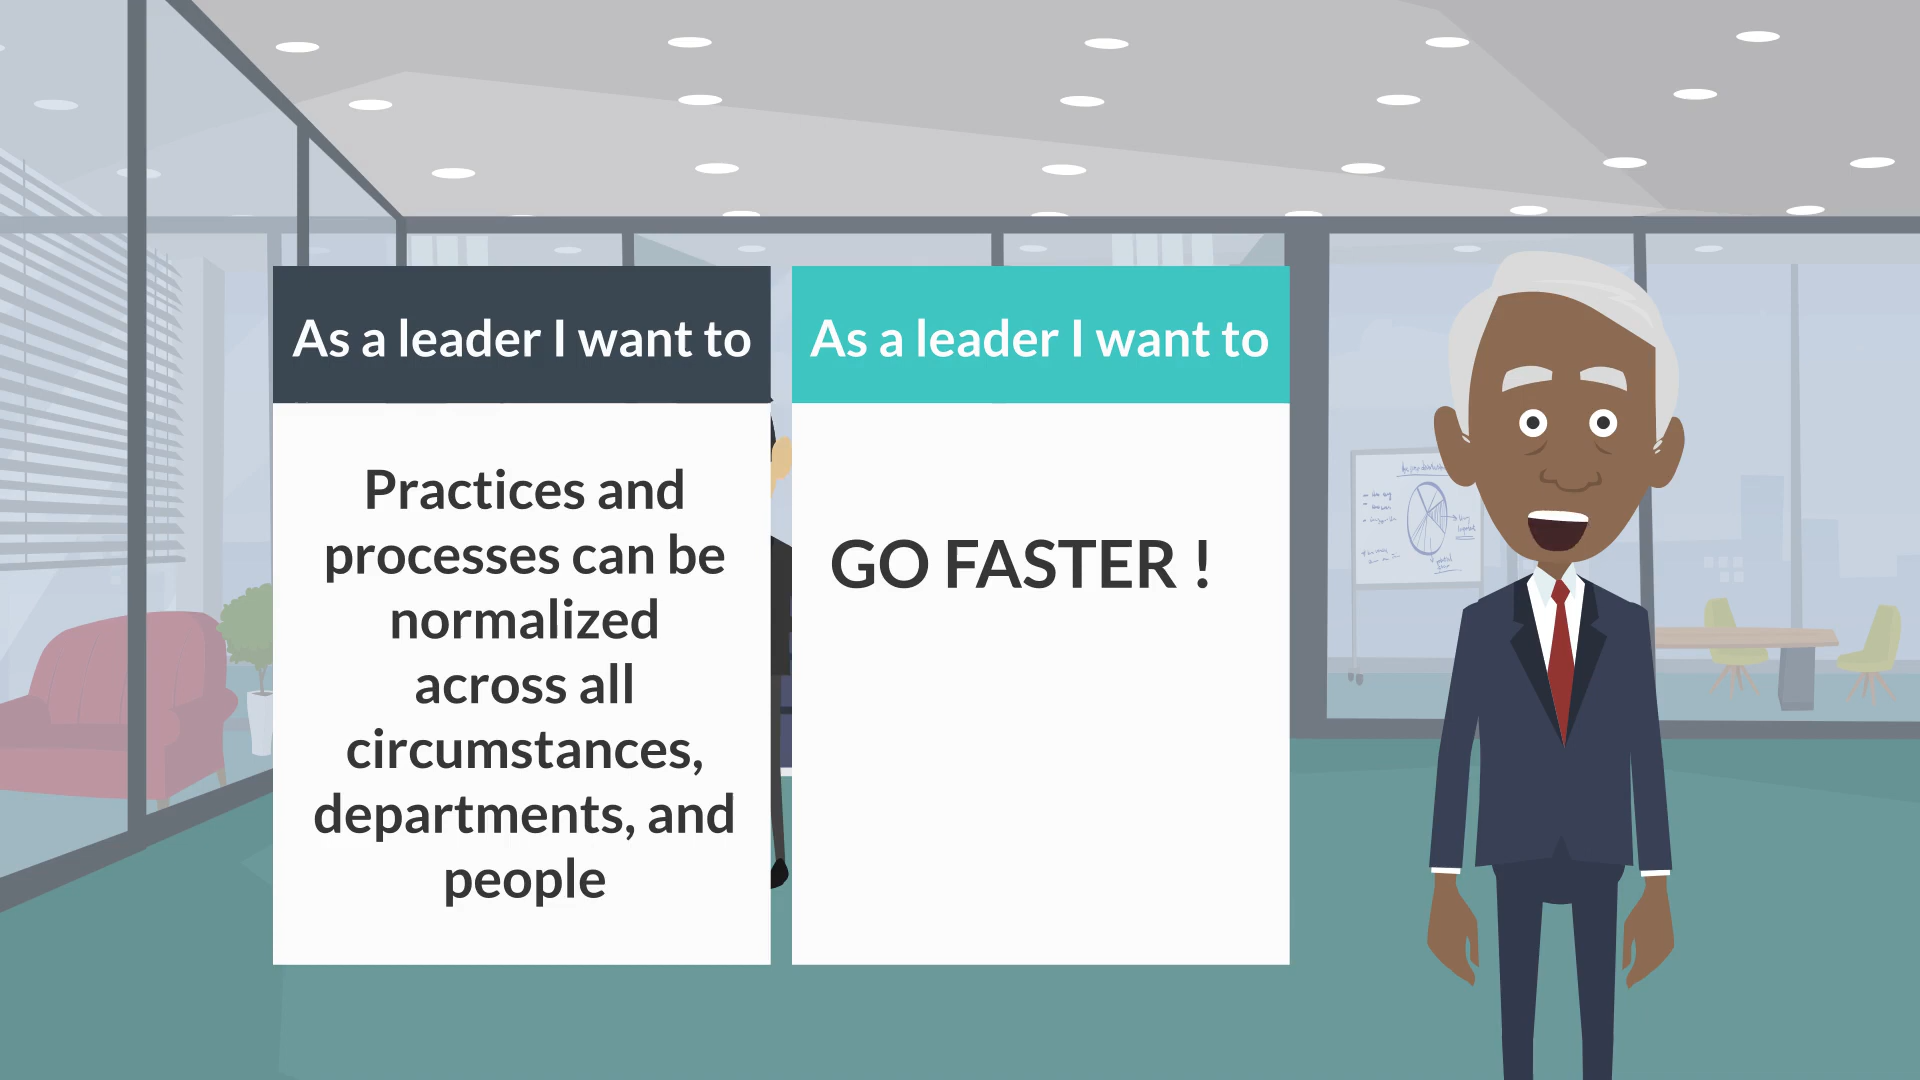 As a leader I want to
Practices and
processes can be
normalized
across all
circumstances,
departments, and
people
As a leader I want to
GO FASTER !